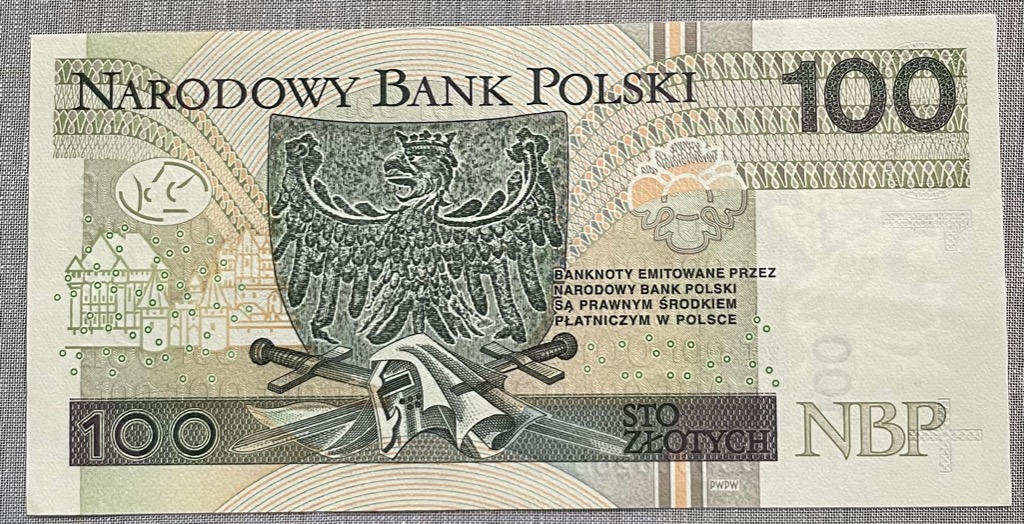 NARODOWY BANK POLSKI
100
BANKNOTY EMITOWANE PRZEZ
NARODOWY BANK POLSKI
SĄ PRAWNYM ŚRODKIEM
PŁATNICZYM W POLSCE
100
STO
ZŁOTYCH
NBP
PWPW